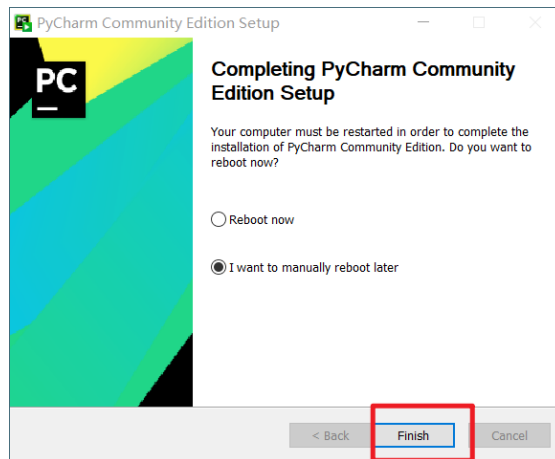 PyCharm Community Edition Setup
PC
Completing PyCharm Community
Edition Setup
Your computer must be restarted in order to complete the
installation of PyCharm Community Edition. Do you want to
reboot now?
Reboot now
I want to manually reboot later
< Back
Finish
Cancel